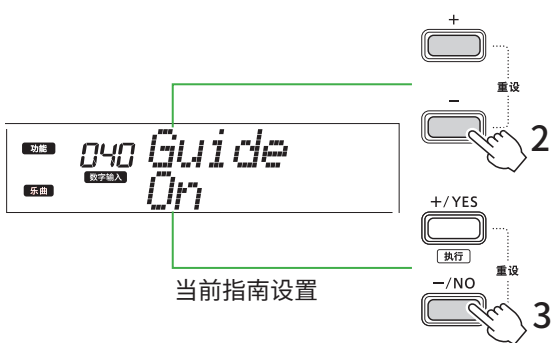 +
重设
−
2
功能
040 Guide
数字输入
乐曲
On
+/YES
执行
重设
当前指南设置
−/NO
3